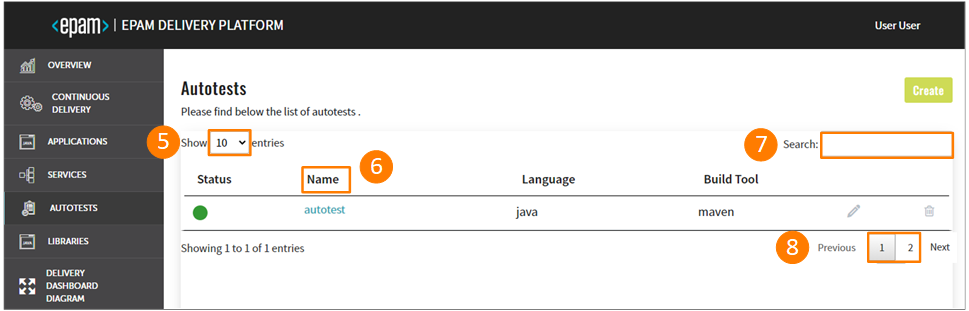 <epam> | EPAM DELIVERY PLATFORM
User User
OVERVIEW
CONTINUOUS
DELIVERY
APPLICATIONS
SERVICES
AUTOTESTS
LIBRARIES
DELIVERY
DASHBOARD
DIAGRAM
Autotests
Create
Please find below the list of autotests .
5 Show 10 entries
7 Search:
6
Status Name Language Build Tool
autotest java maven
Showing 1 to 1 of 1 entries
8 Previous 1 2 Next